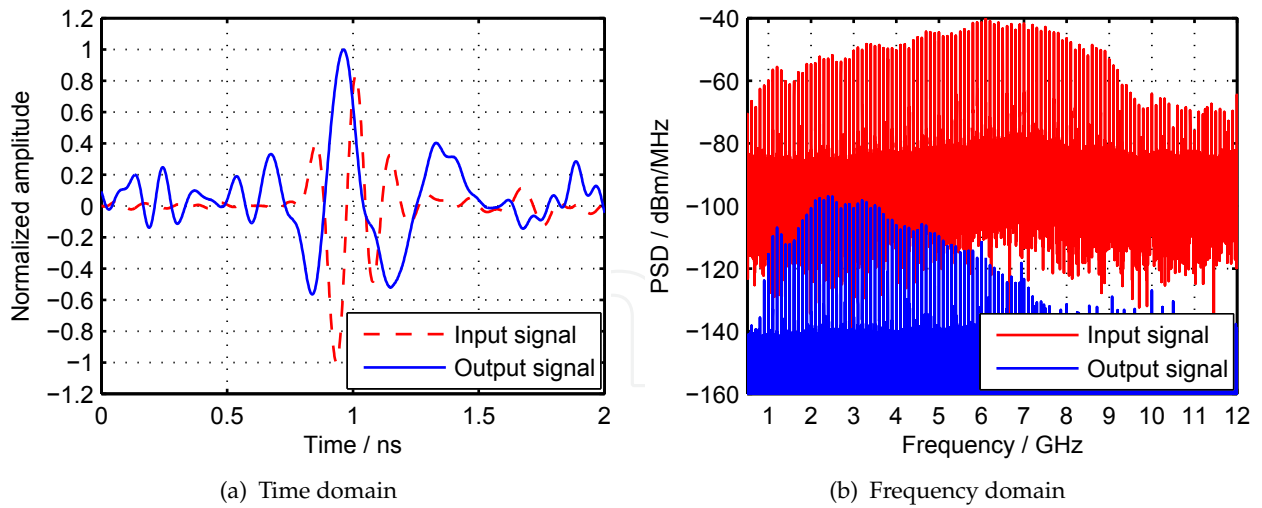 1.2
1
0.8
0.6
0.4
0.2
0
−0.2
−0.4
−0.6
−0.8
−1
−1.2
Normalized amplitude
Input signal
Output signal
0 0.5 1 1.5 2
Time / ns
(a) Time domain
−40
−60
−80
−100
−120
−140
−160
PSD / dBm/MHz
Input signal
Output signal
1 2 3 4 5 6 7 8 9 10 11 12
Frequency / GHz
(b) Frequency domain